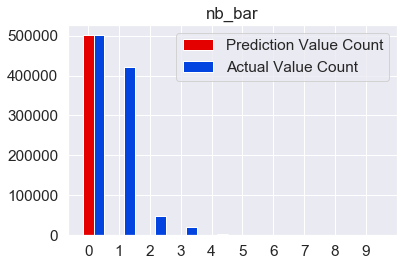 nb_bar
Prediction Value Count
Actual Value Count
500000
400000
300000
200000
100000
0
0 1 2 3 4 5 6 7 8 9